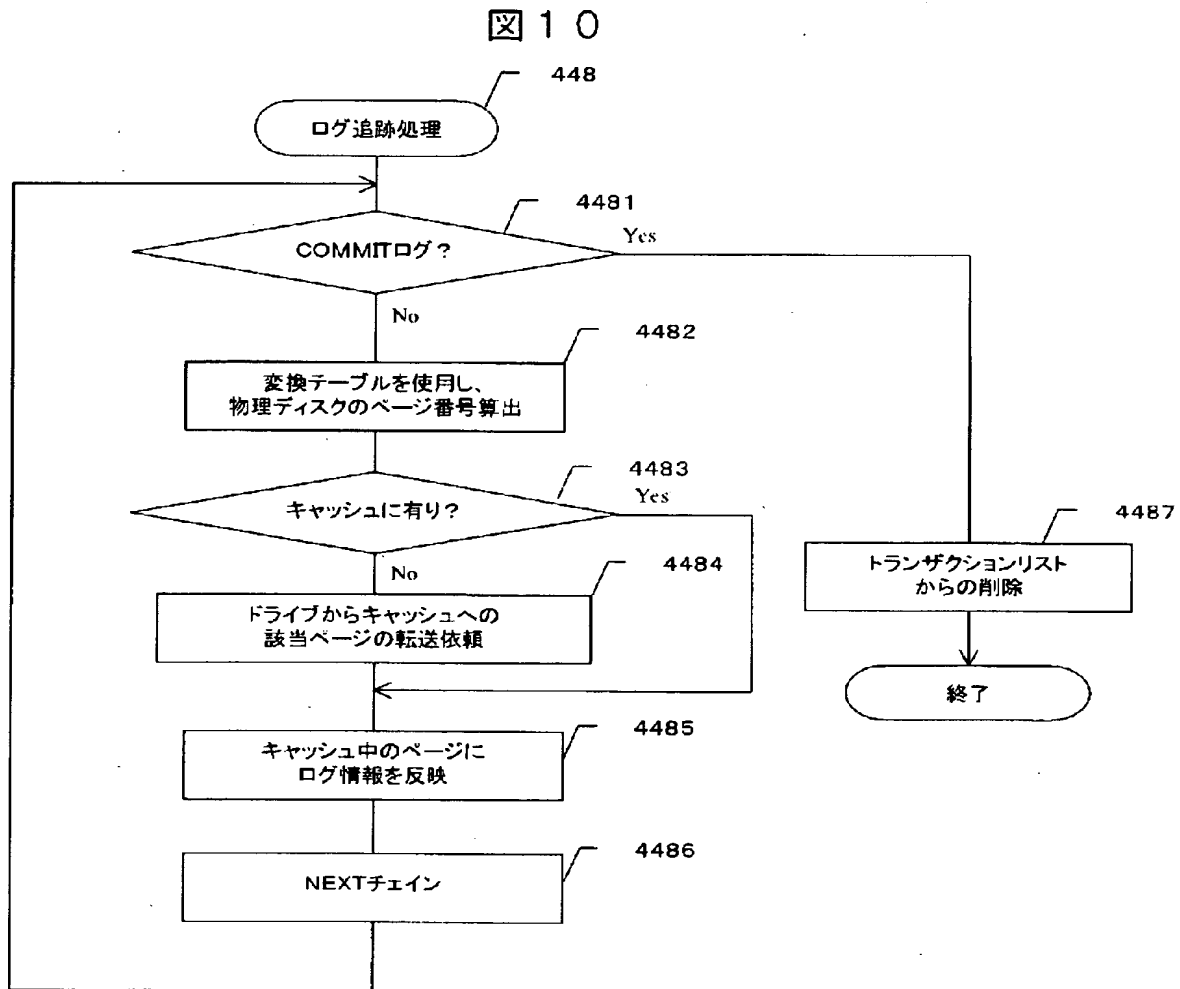 図10
448
ログ追跡処理
4481
COMMITログ？
Yes
No
4482
変換テーブルを使用し、
物理ディスクのページ番号算出
4483
キャッシュに有り？
Yes
No
4484
ドライブからキャッシュへの
該当ページの転送依頼
4485
キャッシュ中のページに
ログ情報を反映
4486
NEXTチェイン
4487
トランザクションリスト
からの削除
終了